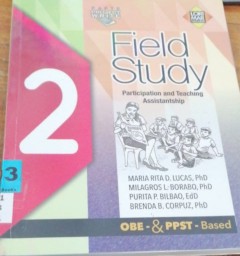 Field
Study
Participation and Teaching
Assistantship
2
MARIA RITA D. LUCAS, PhD
MILAGROS L. BORABO, PhD
PURITA P. BILBAO, EdD
BRENDA B. CORPUZ, PhD
3
OBE - & PPST - Based